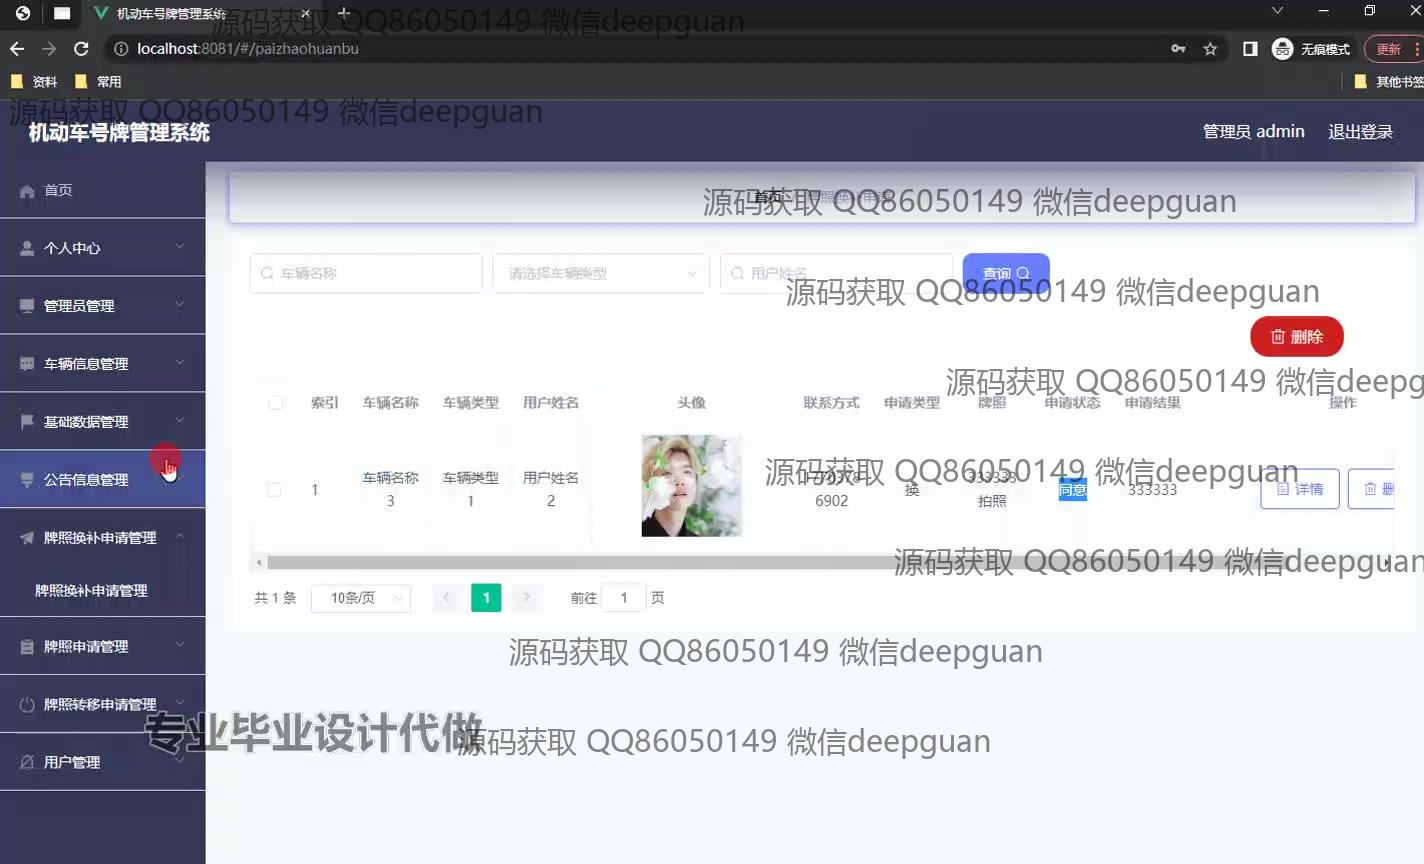 机动车号牌管理系统
源码获取 QQ86050149 微信deepguan
localhost:8081/#/paizhaohuanbu
无痕模式
更新
资料
常用
其他书签
源码获取 QQ86050149 微信deepguan
机动车号牌管理系统
管理员 admin
退出登录
首页
个人中心
管理员管理
车辆信息管理
基础数据管理
公告信息管理
牌照换补申请管理
牌照换补申请管理
牌照申请管理
牌照转移申请管理
用户管理
首页
源码获取 QQ86050149 微信deepguan
车辆名称
请选择车辆类型
用户姓名
查询
源码获取 QQ86050149 微信deepguan
删除
源码获取 QQ86050149 微信deepg
索引 车辆名称 车辆类型 用户姓名 头像 联系方式 申请类型 牌照 申请状态 申请结果 操作
源码获取 QQ86050149 微信deepguan
1
车辆名称
3
车辆类型
1
用户姓名
2
6902
换
333333
拍照
同意
333333
详情
源码获取 QQ86050149 微信deepguan
共 1 条
10条/页
1
前往 1 页
源码获取 QQ86050149 微信deepguan
专业毕业设计代做
源码获取 QQ86050149 微信deepguan